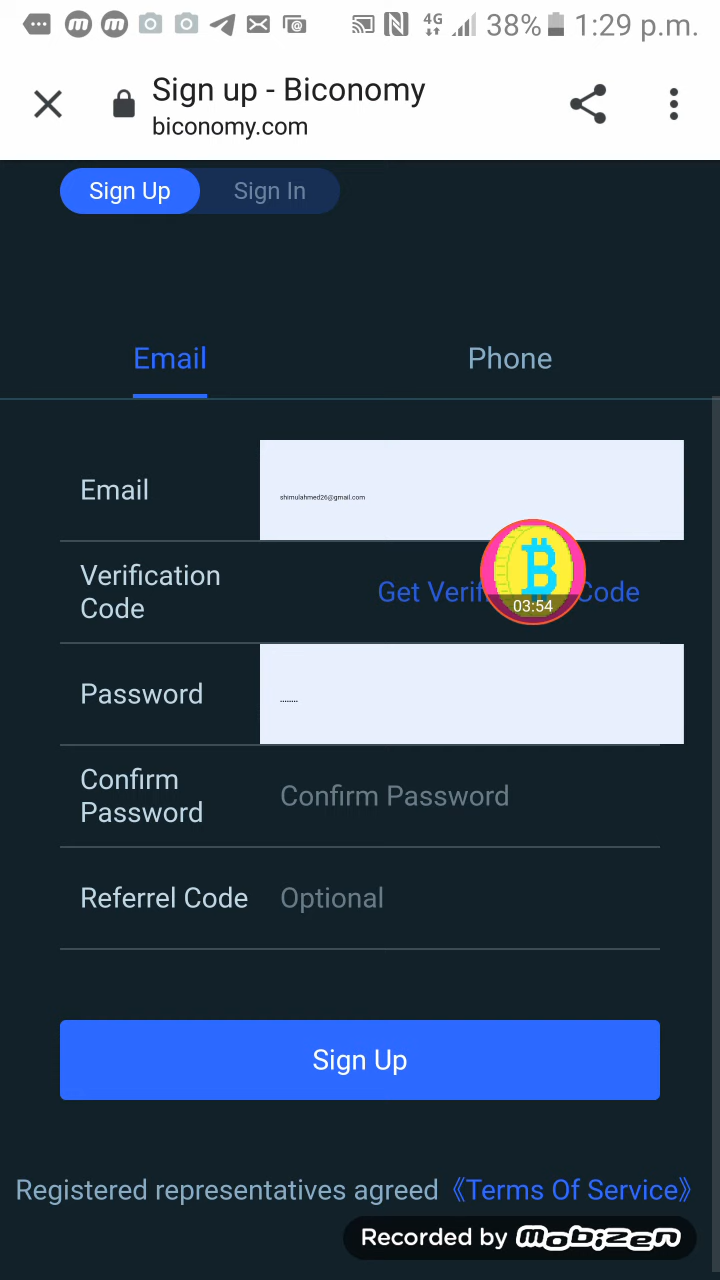 38% 1:29 p.m.
4G
Sign up - Biconomy
biconomy.com
Sign Up Sign In
Email Phone
Email shimulahmed26@gmail.com
Verification Code Get Verif Code
03:54
Password ········
Confirm Password Confirm Password
Referrel Code Optional
Sign Up
Registered representatives agreed 《Terms Of Service》
Recorded by mobizen